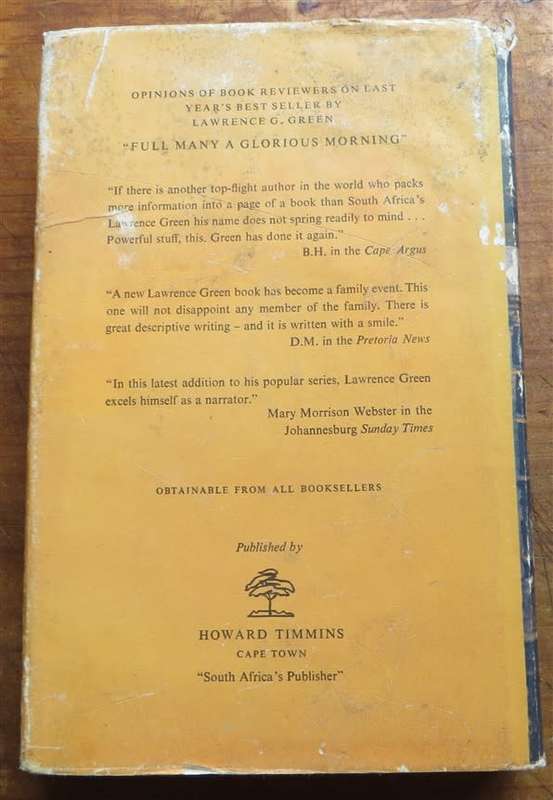 OPINIONS OF BOOK REVIEWERS ON LAST
YEAR'S BEST SELLER BY
LAWRENCE G. GREEN
"FULL MANY A GLORIOUS MORNING"
"If there is another top-flight author in the world who packs
more information into a page of a book than South Africa's
Lawrence Green his name does not spring readily to mind . . .
Powerful stuff, this. Green has done it again."
B.H. in the Cape Argus
"A new Lawrence Green book has become a family event. This
one will not disappoint any member of the family. There is
great descriptive writing – and it is written with a smile."
D.M. in the Pretoria News
"In this latest addition to his popular series, Lawrence Green
excels himself as a narrator."
Mary Morrison Webster in the
Johannesburg Sunday Times
OBTAINABLE FROM ALL BOOKSELLERS
Published by
HOWARD TIMMINS
CAPE TOWN
"South Africa's Publisher"